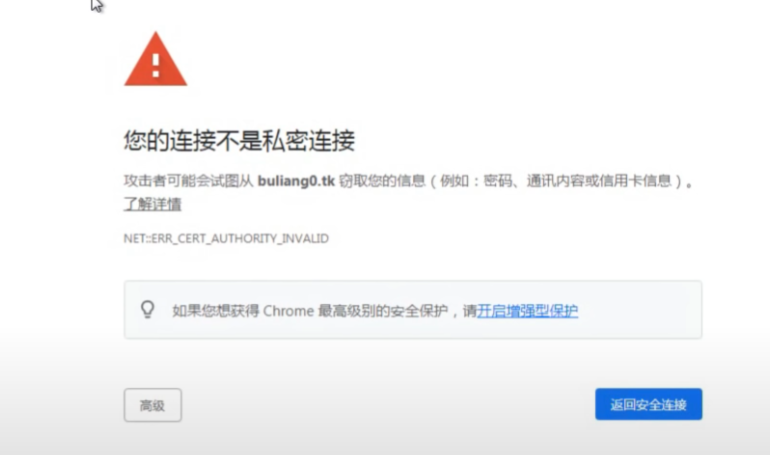 您的连接不是私密连接
攻击者可能会试图从 buliang0.tk 窃取您的信息（例如：密码、通讯内容或信用卡信息）。
了解详情
NET::ERR_CERT_AUTHORITY_INVALID
如果您想获得 Chrome 最高级别的安全保护，请开启增强型保护
高级
返回安全连接